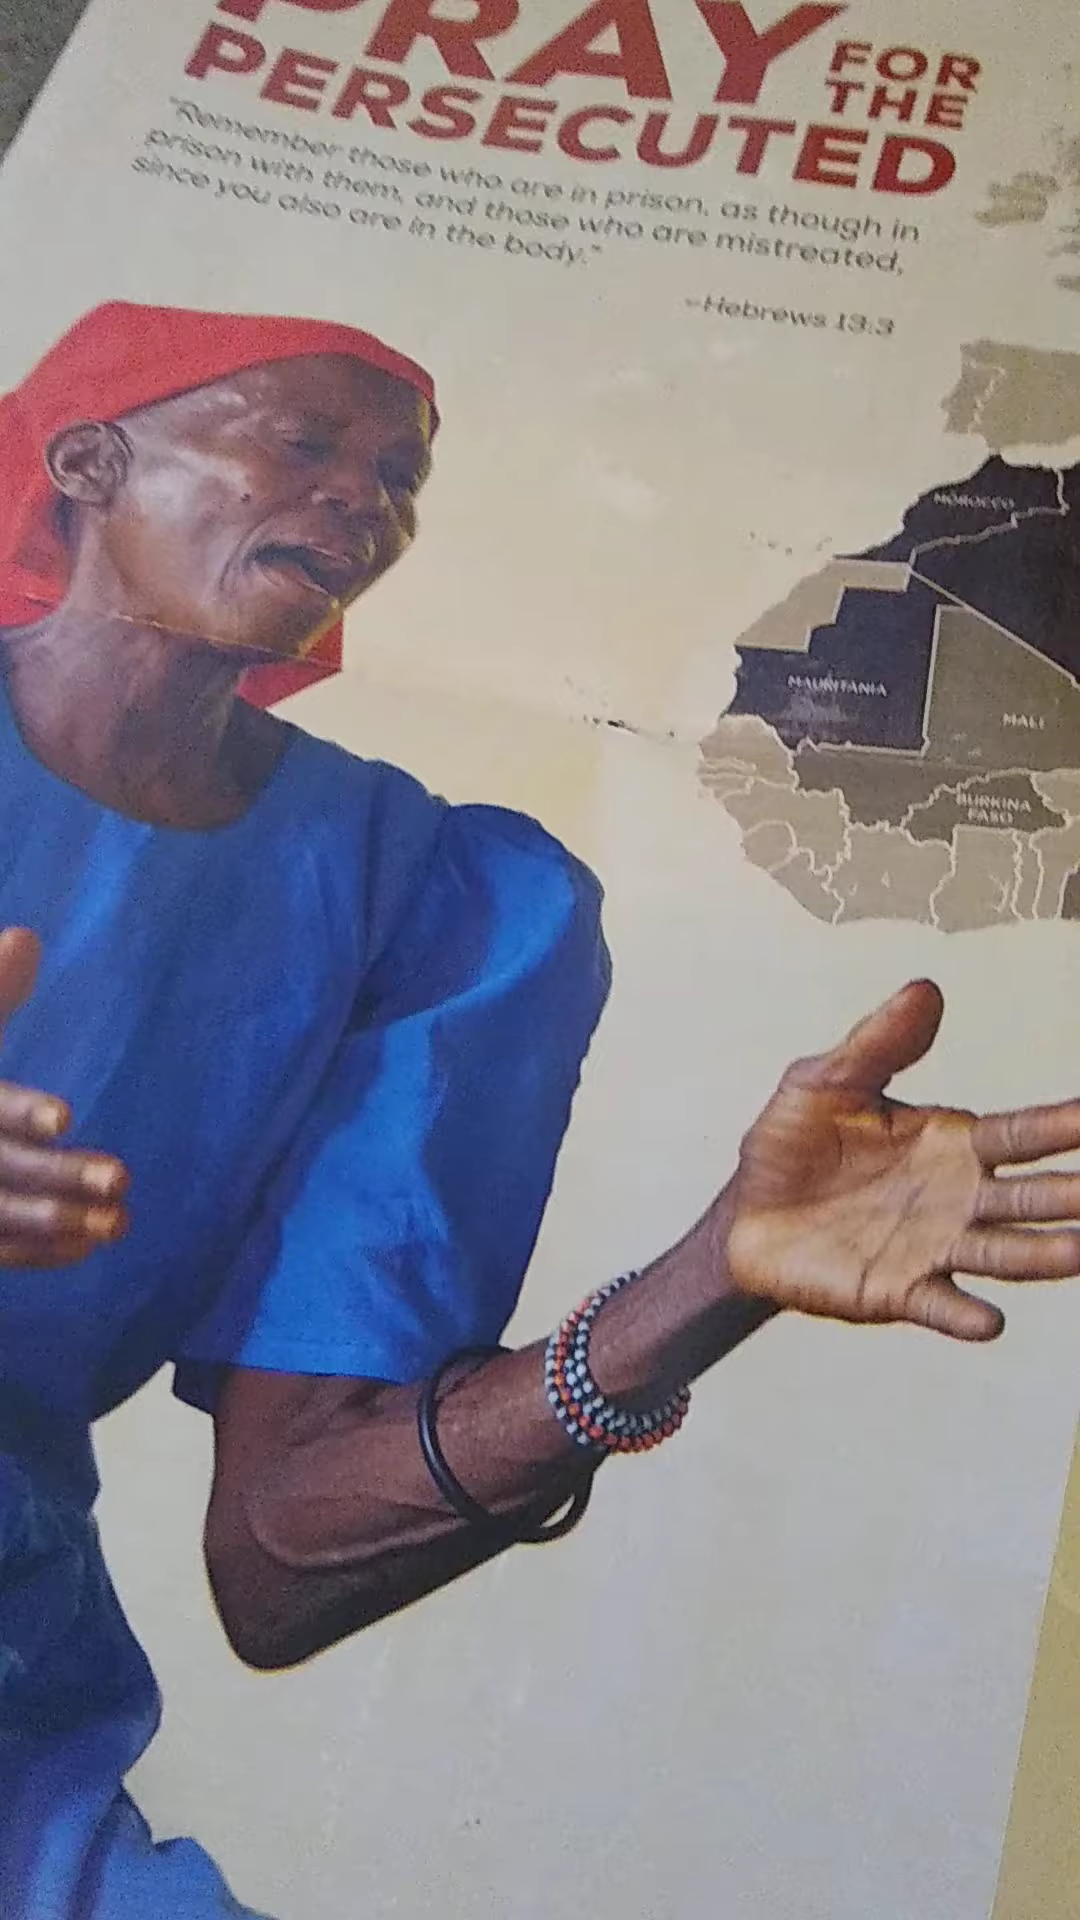 PRAY FOR THE
PERSECUTED
"Remember those who are in prison, as though in
prison with them, and those who are mistreated,
since you also are in the body."
–Hebrews 13:3
MOROCCO
MAURITANIA
MALI
BURKINA
FASO